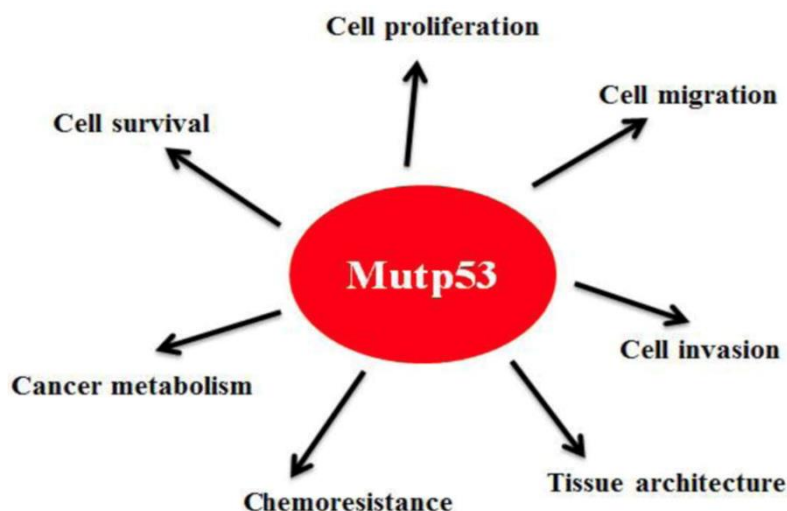 Cell proliferation
Cell migration
Cell survival
Mutp53
Cell invasion
Cancer metabolism
Tissue architecture
Chemoresistance